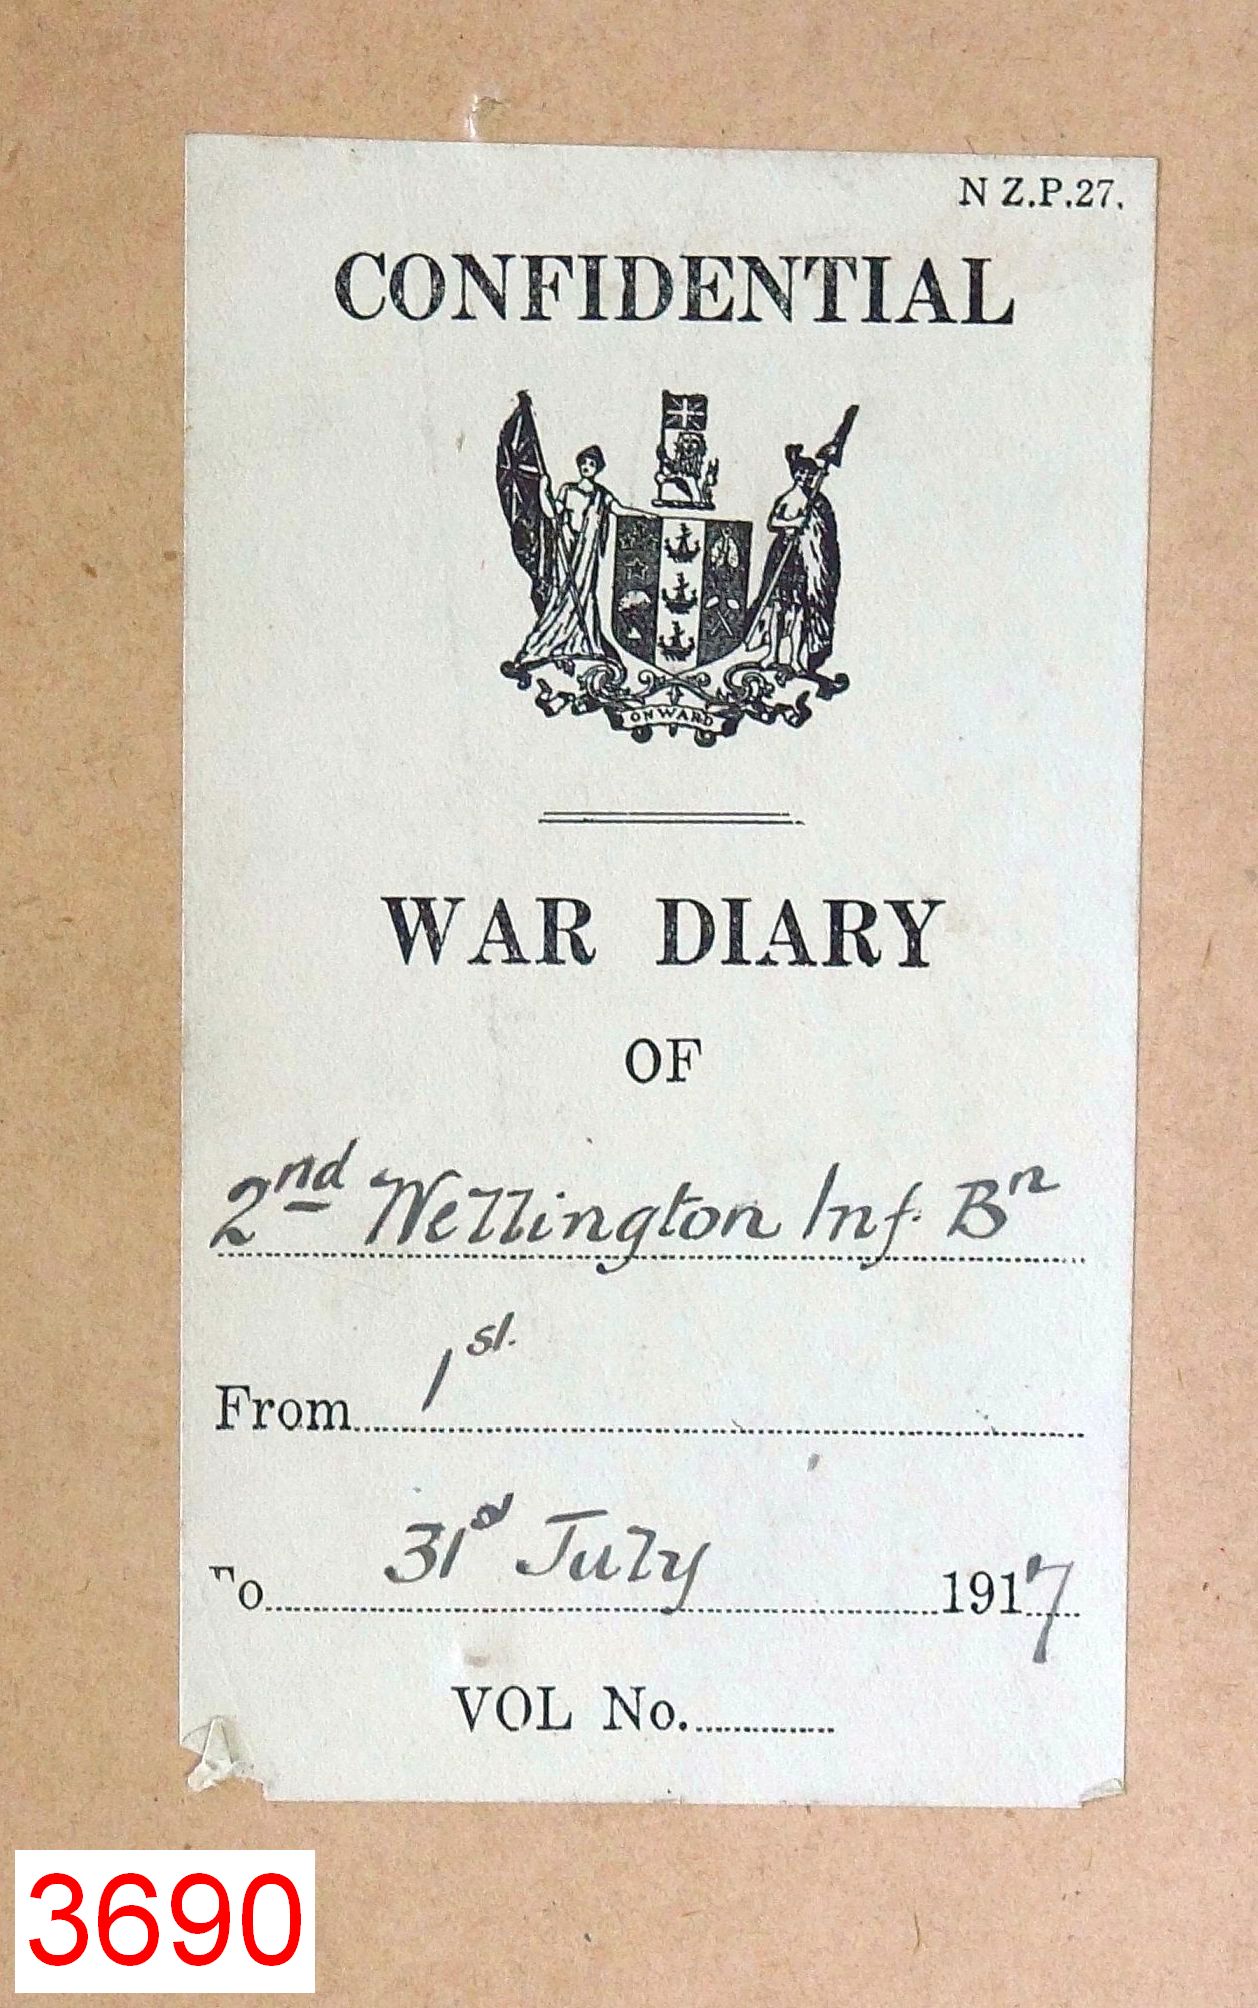 N Z.P.27.
CONFIDENTIAL
ONWARD
WAR DIARY
OF
2nd Wellington Inf. Bn
From 1st.
To 31st July 1917
VOL No.
3690